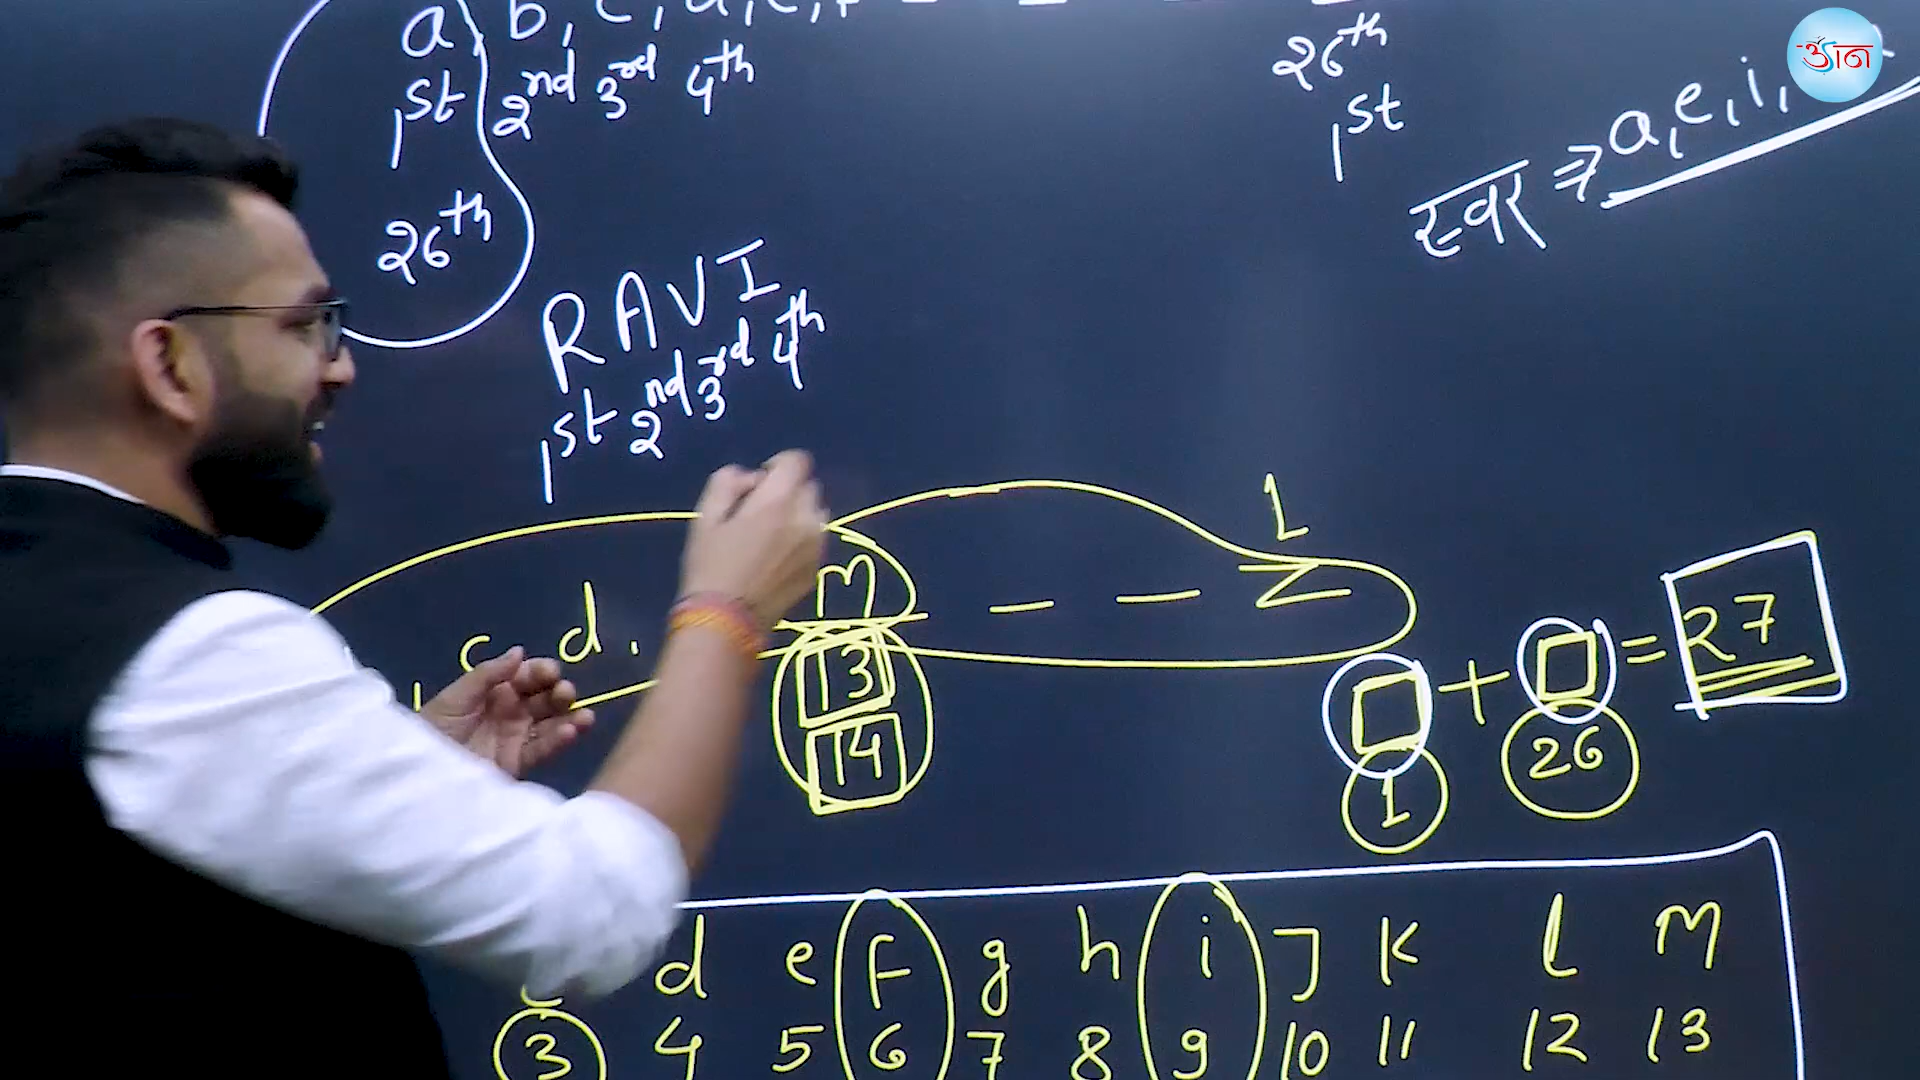 a, b, c, d, e, f
1st 2nd 3rd 4th 26th
26th 1st
स्वर ⇒ a, e, i,
ज्ञान
RAVI
1st 2nd 3rd 4th
1
c d, M — — — Z
13
14
□ + □ = 27
1 26
c d e F g h i J K l M
3 4 5 6 7 8 9 10 11 12 13